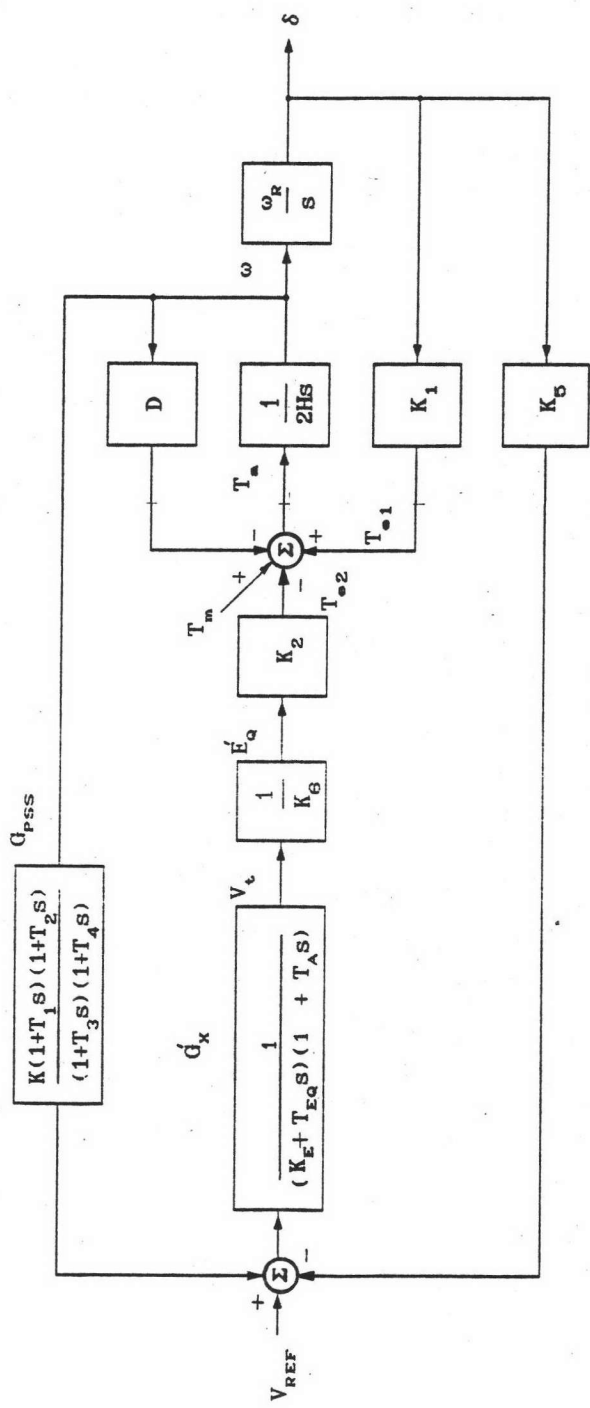 G_PSS
K(1+T_1S)(1+T_2S)
(1+T_3S)(1+T_4S)
D
ω
ω_R
S
δ
V_REF
+
Σ
-
G'_X
1
(K_E+T_EQS)(1 + T_AS)
V_t
1
K_6
E'_Q
K_2
T_m
+
-
T_e2
-
Σ
+
T_a
1
2HS
T_e1
K_1
K_5